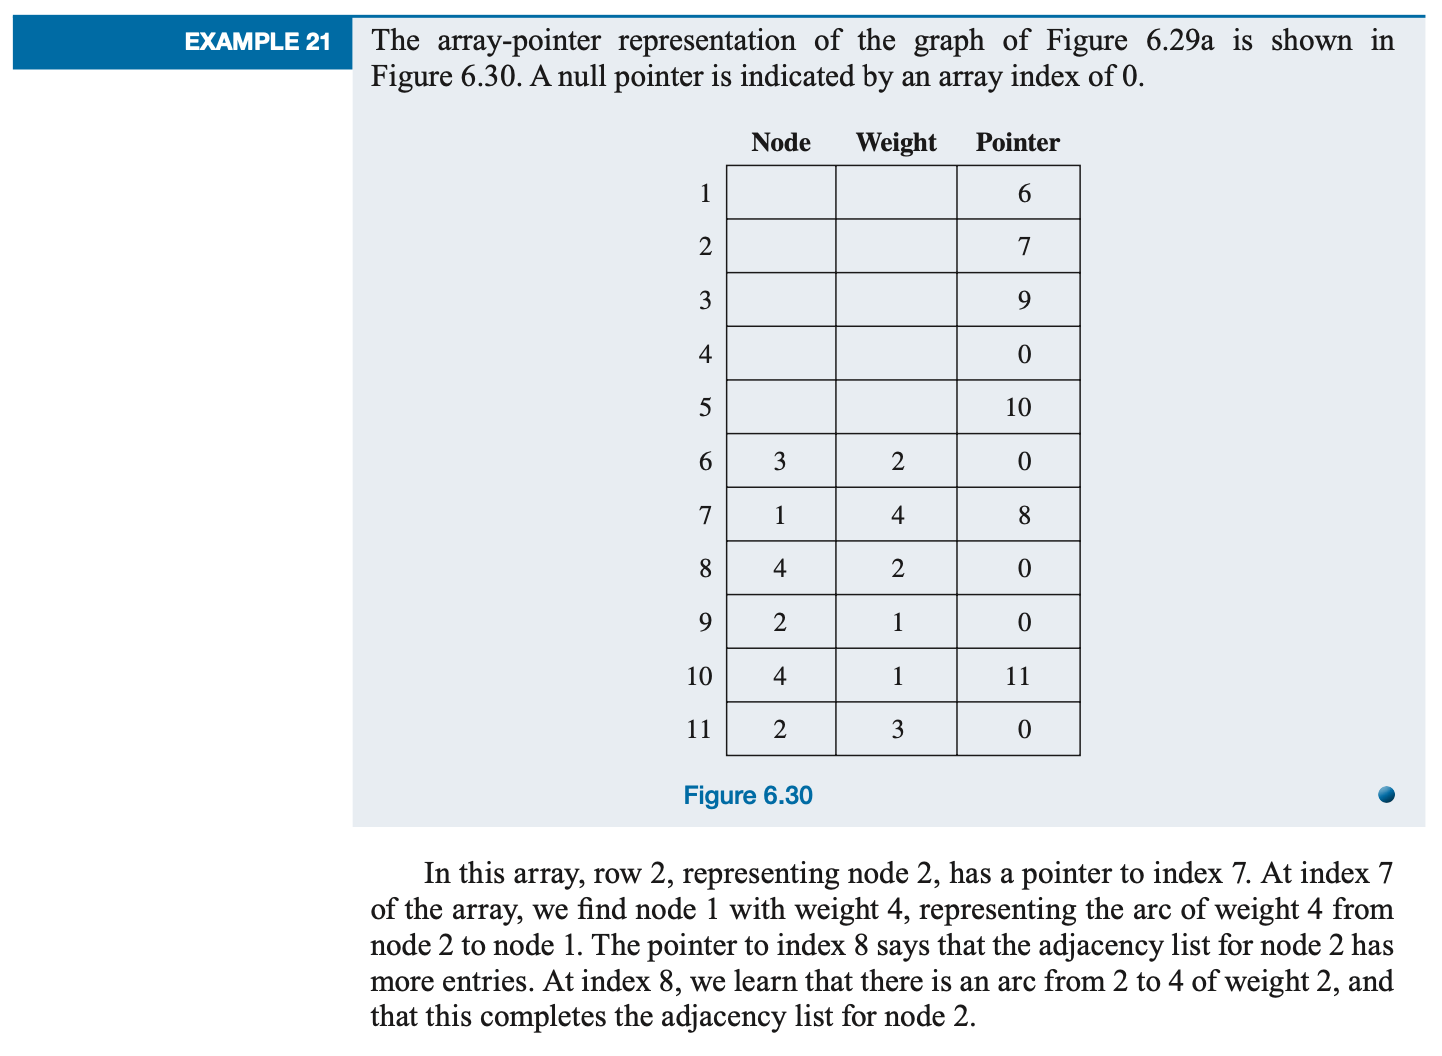 EXAMPLE 21
The array-pointer representation of the graph of Figure 6.29a is shown in
Figure 6.30. A null pointer is indicated by an array index of 0.
Node Weight Pointer
1 6
2 7
3 9
4 0
5 10
6 3 2 0
7 1 4 8
8 4 2 0
9 2 1 0
10 4 1 11
11 2 3 0
Figure 6.30
In this array, row 2, representing node 2, has a pointer to index 7. At index 7
of the array, we find node 1 with weight 4, representing the arc of weight 4 from
node 2 to node 1. The pointer to index 8 says that the adjacency list for node 2 has
more entries. At index 8, we learn that there is an arc from 2 to 4 of weight 2, and
that this completes the adjacency list for node 2.